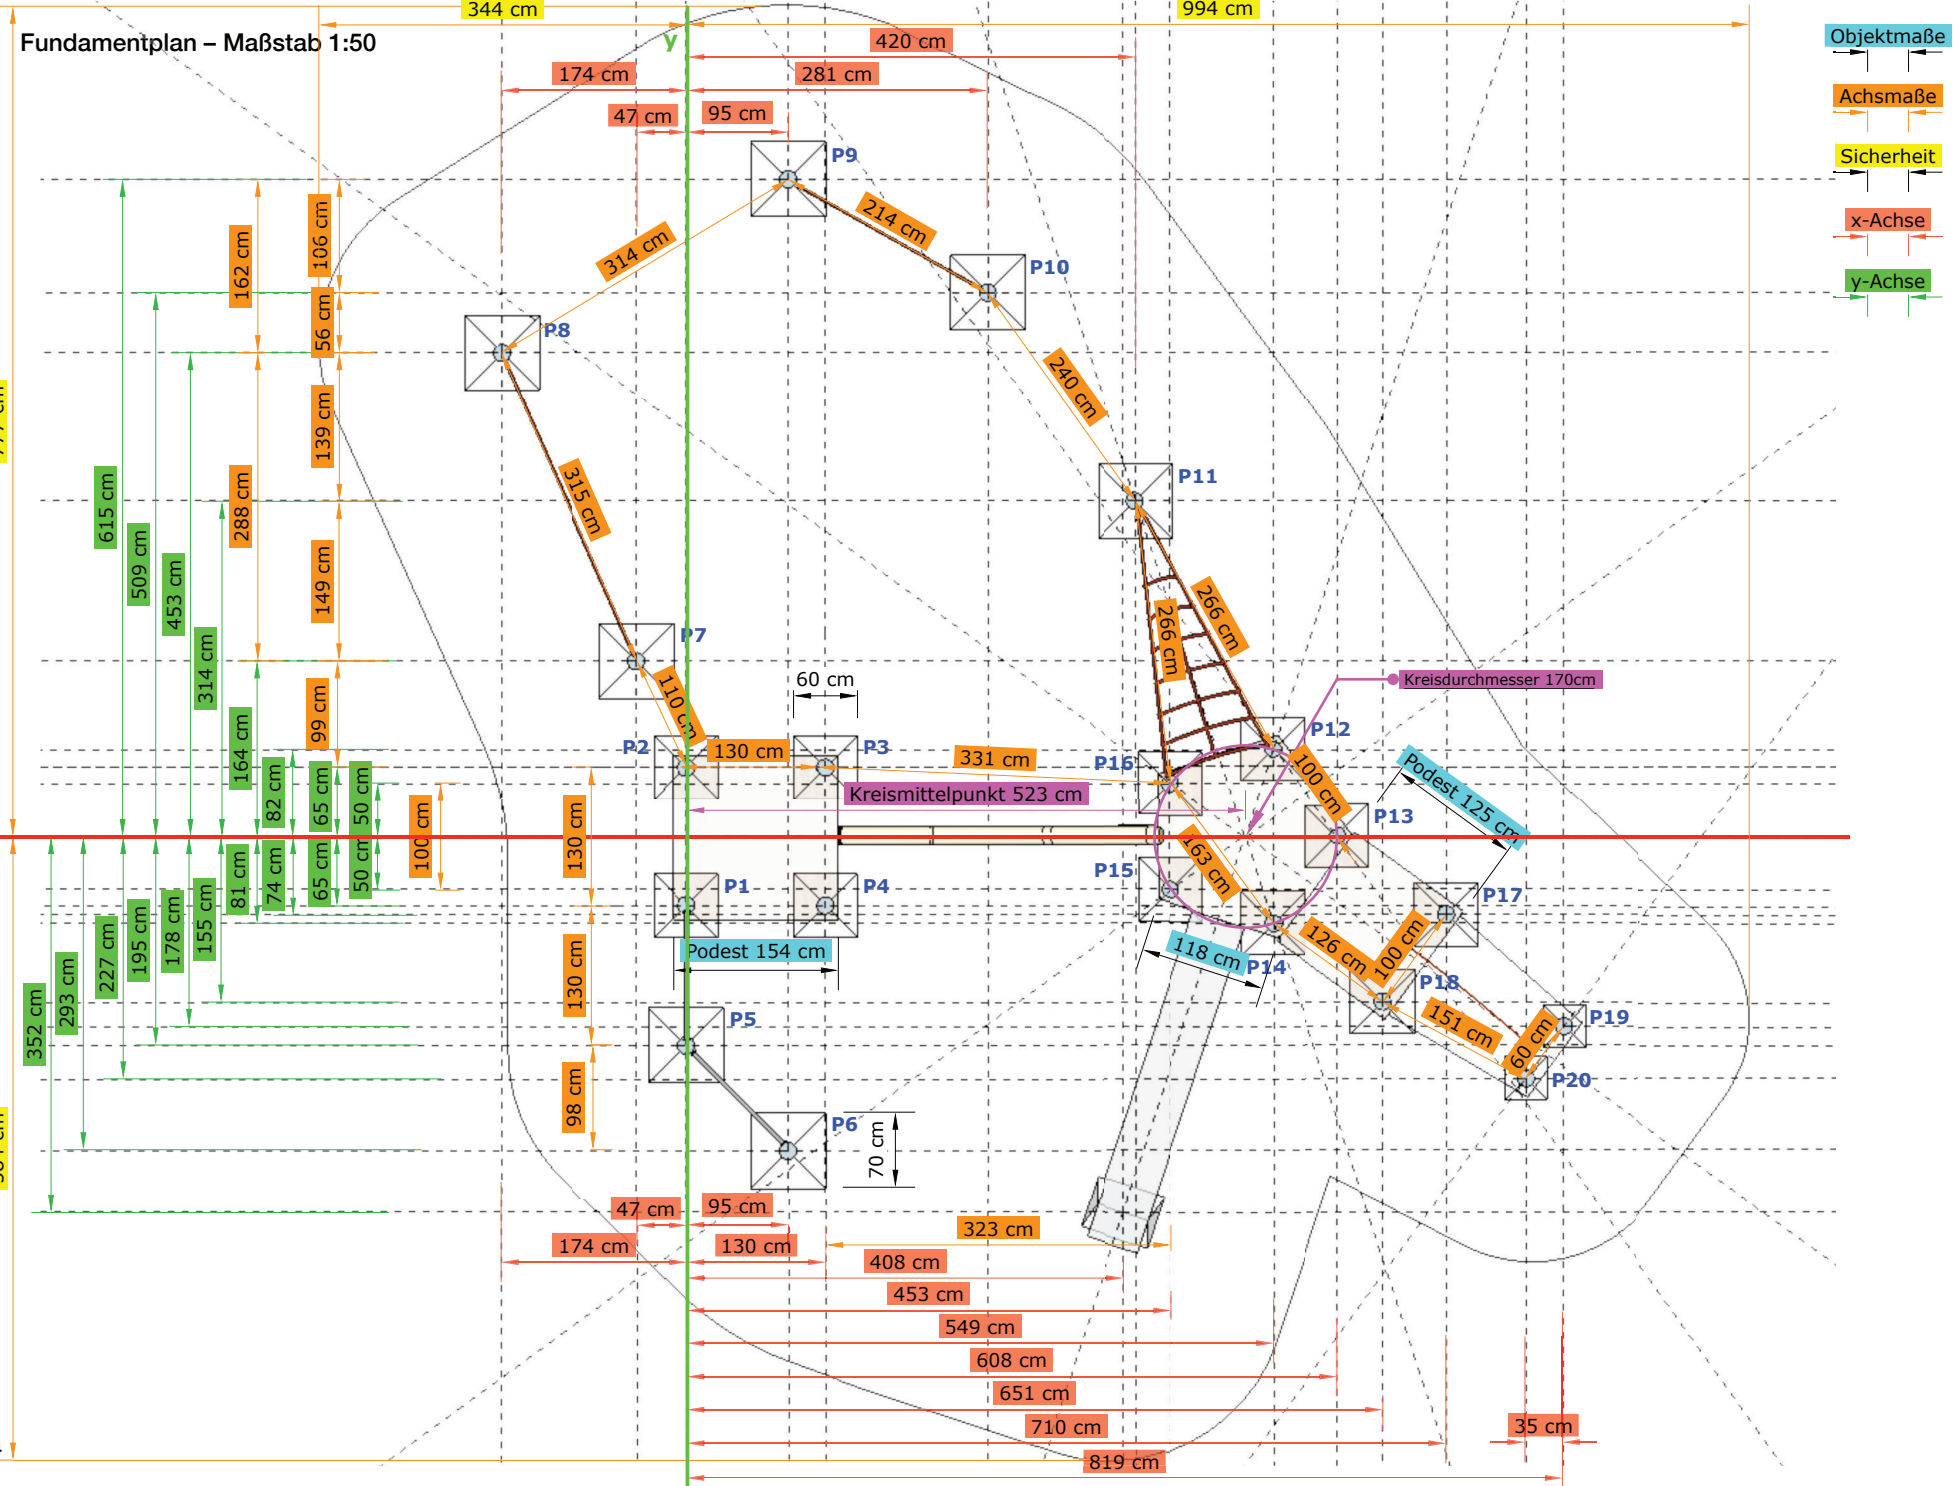 344 cm
994 cm
Fundamentplan – Maßstab 1:50
y
420 cm
174 cm
281 cm
47 cm
95 cm
Objektmaße
Achsmaße
Sicherheit
x-Achse
y-Achse
P9
214 cm
314 cm
106 cm
162 cm
P10
56 cm
P8
240 cm
139 cm
288 cm
315 cm
P11
615 cm
509 cm
453 cm
314 cm
149 cm
266 cm
266 cm
P7
110 cm
60 cm
Kreisdurchmesser 170cm
99 cm
164 cm
82 cm
65 cm
50 cm
P2
130 cm
P3
331 cm
P16
P12
100 cm
Kreismittelpunkt 523 cm
Podest 125 cm
100 cm
130 cm
P13
163 cm
81 cm
74 cm
65 cm
50 cm
P1
P4
P15
P17
352 cm
293 cm
227 cm
195 cm
178 cm
155 cm
Podest 154 cm
118 cm
P14
126 cm
100 cm
P18
130 cm
P5
151 cm
60 cm
P19
P20
98 cm
P6
70 cm
47 cm
95 cm
174 cm
130 cm
323 cm
408 cm
453 cm
549 cm
608 cm
651 cm
710 cm
35 cm
819 cm